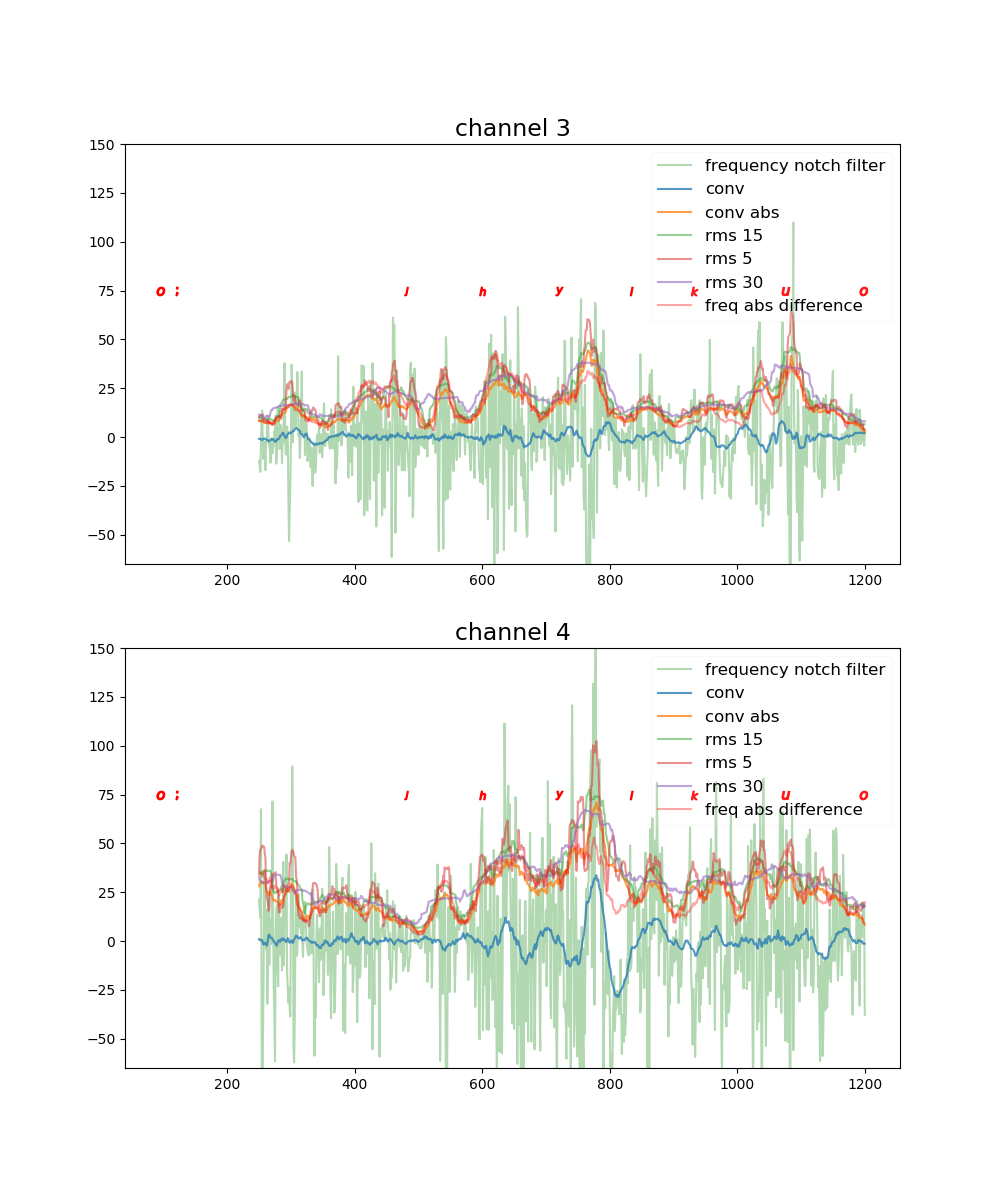 channel 3
150
125
100
75
50
25
0
−25
−50
frequency notch filter
conv
conv abs
rms 15
rms 5
rms 30
freq abs difference
o ; J h y l k u o
200 400 600 800 1000 1200
channel 4
150
125
100
75
50
25
0
−25
−50
frequency notch filter
conv
conv abs
rms 15
rms 5
rms 30
freq abs difference
o ; J h y l k u o
200 400 600 800 1000 1200